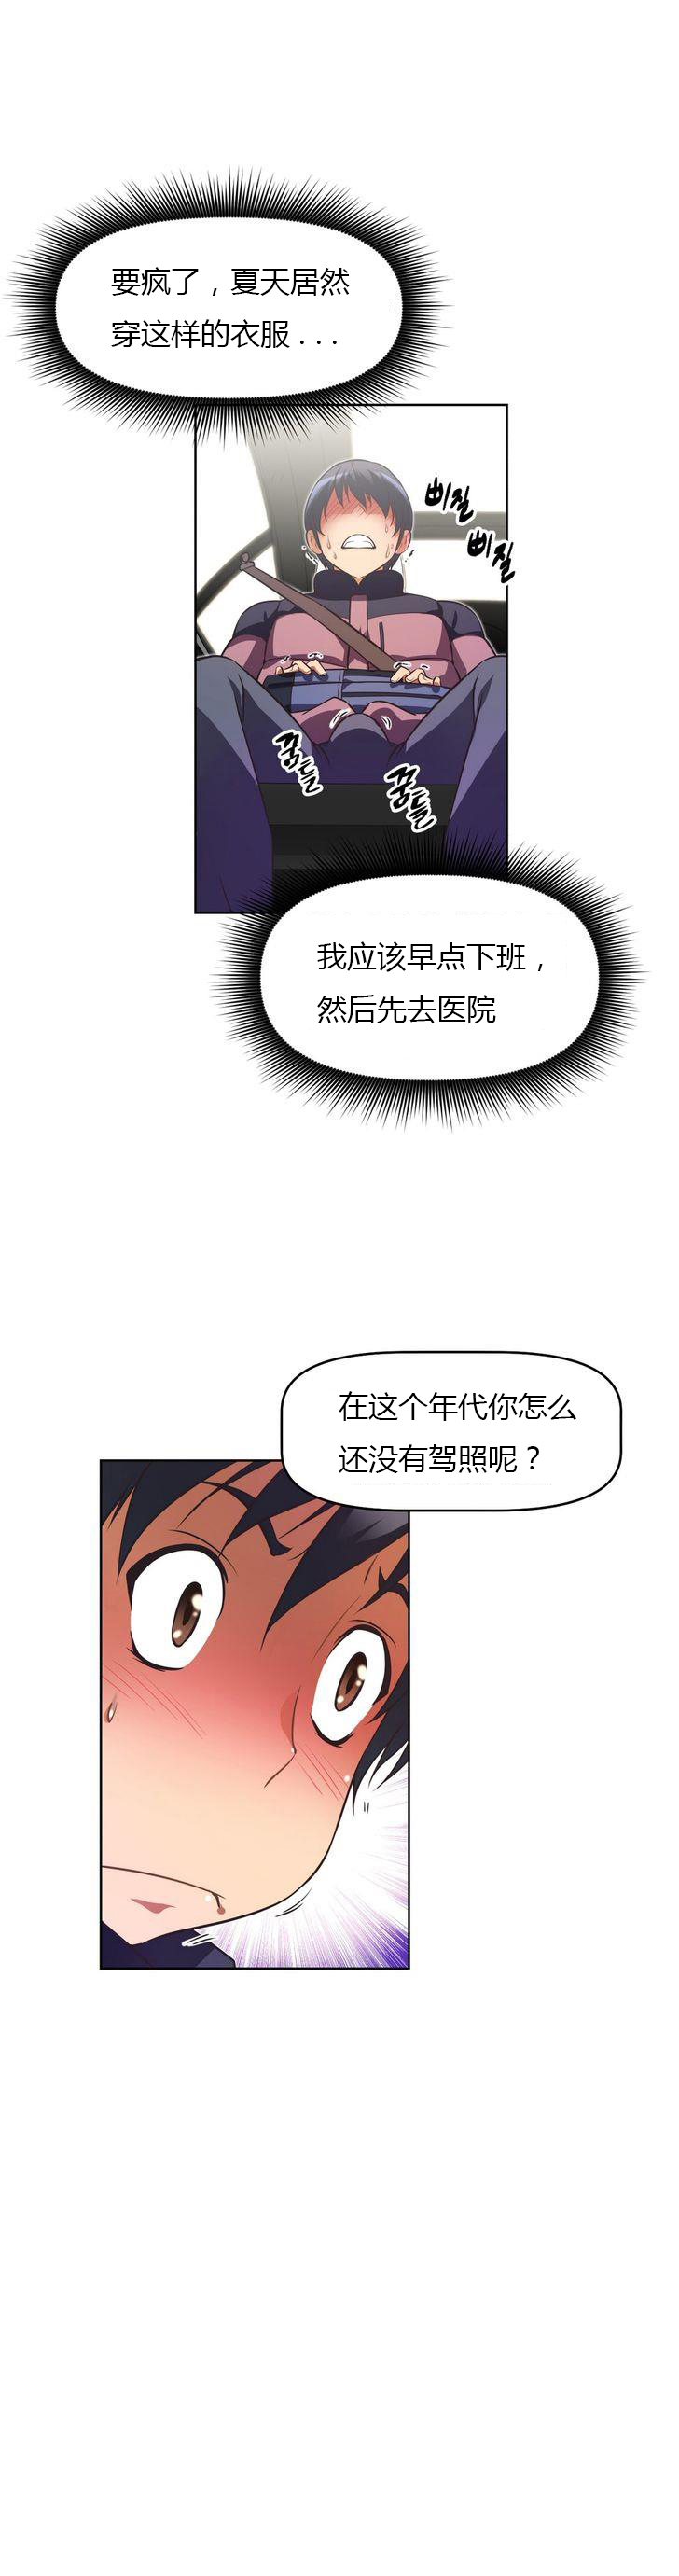 要疯了，夏天居然
穿这样的衣服...
삐질
삐질
꿈틀
꿈틀
我应该早点下班，
然后先去医院
在这个年代你怎么
还没有驾照呢？